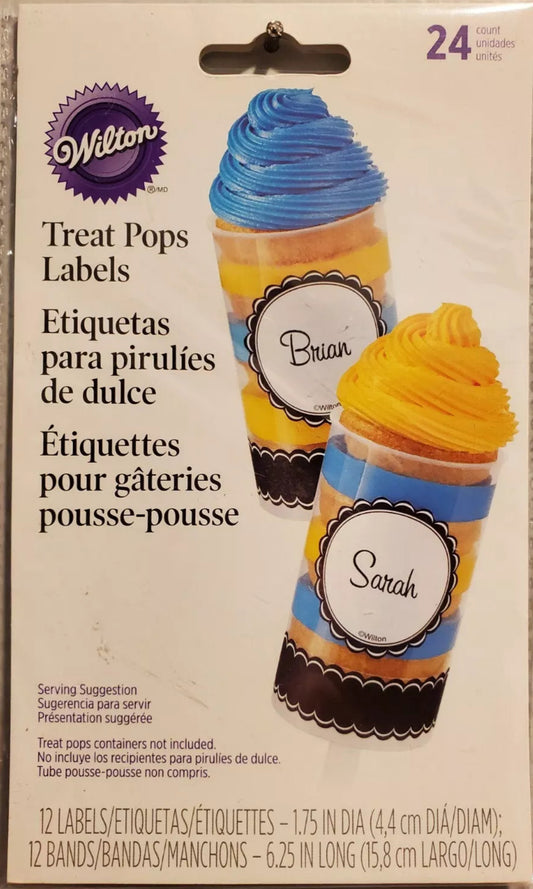 24 count
unidades
unités
Wilton
®/MD
Treat Pops
Labels
Etiquetas
para pirulíes
de dulce
Étiquettes
pour gâteries
pousse-pousse
Brian
©Wilton
Sarah
©Wilton
Serving Suggestion
Sugerencia para servir
Présentation suggérée
Treat pops containers not included.
No incluye los recipientes para pirulíes de dulce.
Tube pousse-pousse non compris.
12 LABELS/ETIQUETAS/ÉTIQUETTES – 1.75 IN DIA (4,4 cm DIÁ/DIAM);
12 BANDS/BANDAS/MANCHONS – 6.25 IN LONG (15,8 cm LARGO/LONG)